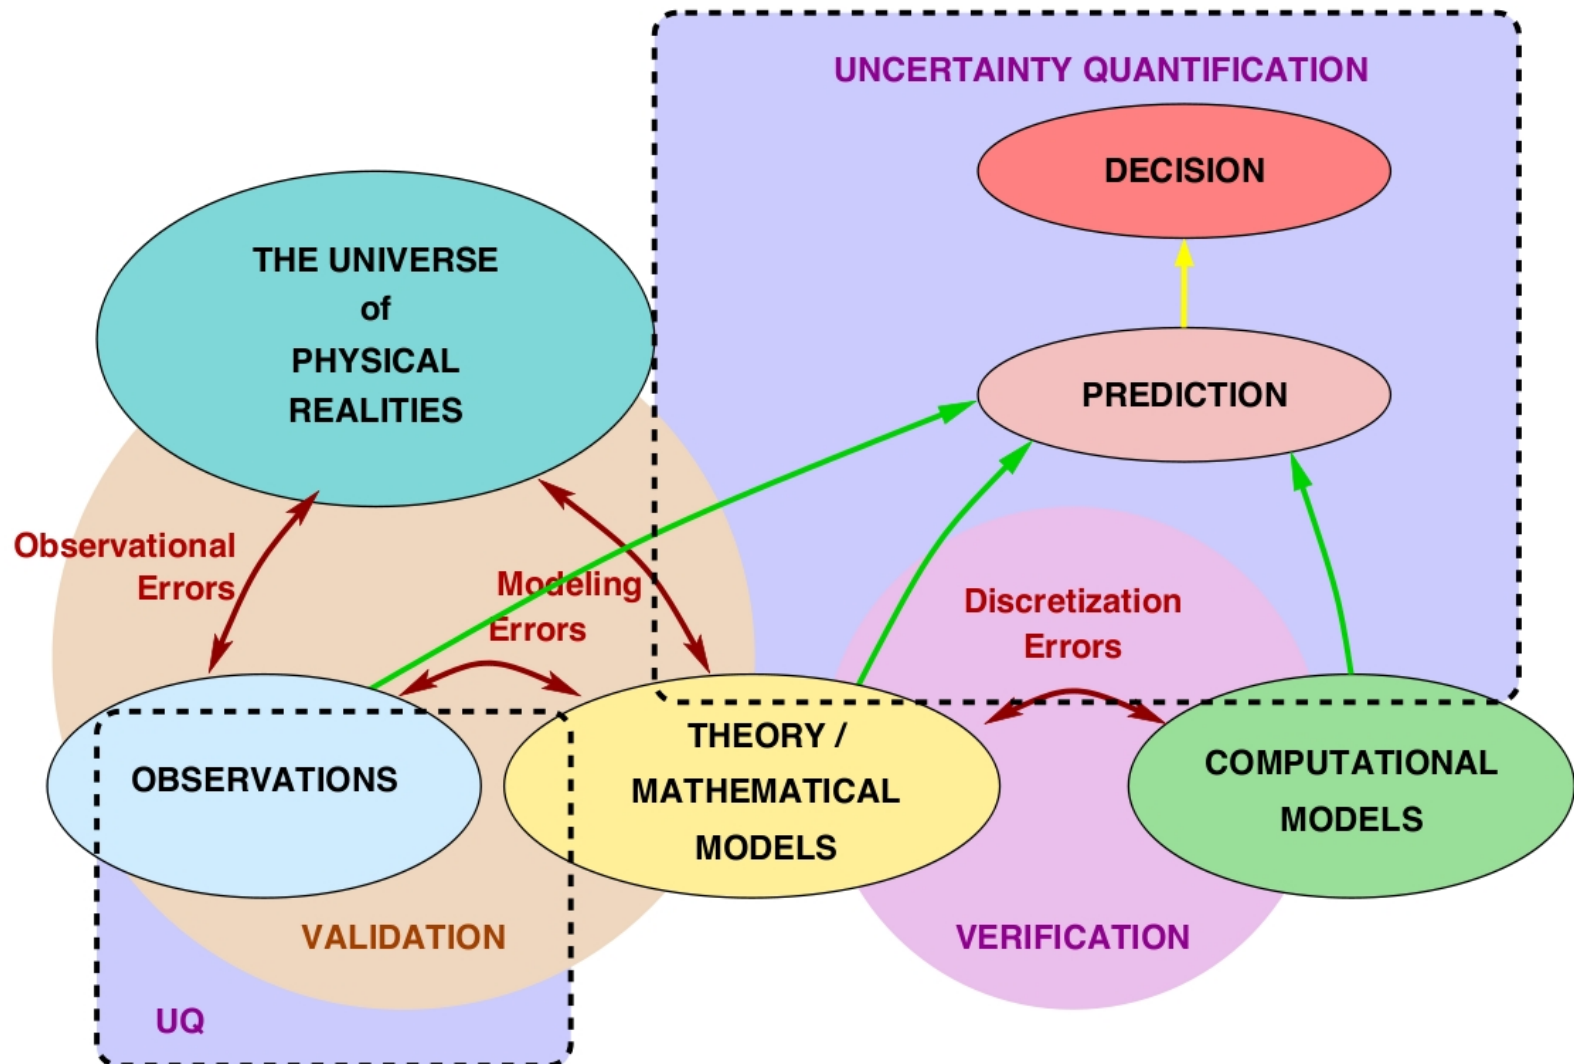 UNCERTAINTY QUANTIFICATION
DECISION
THE UNIVERSE
of
PHYSICAL
REALITIES
PREDICTION
Observational
Errors
Modeling
Errors
Discretization
Errors
OBSERVATIONS
THEORY /
MATHEMATICAL
MODELS
COMPUTATIONAL
MODELS
VALIDATION
VERIFICATION
UQ